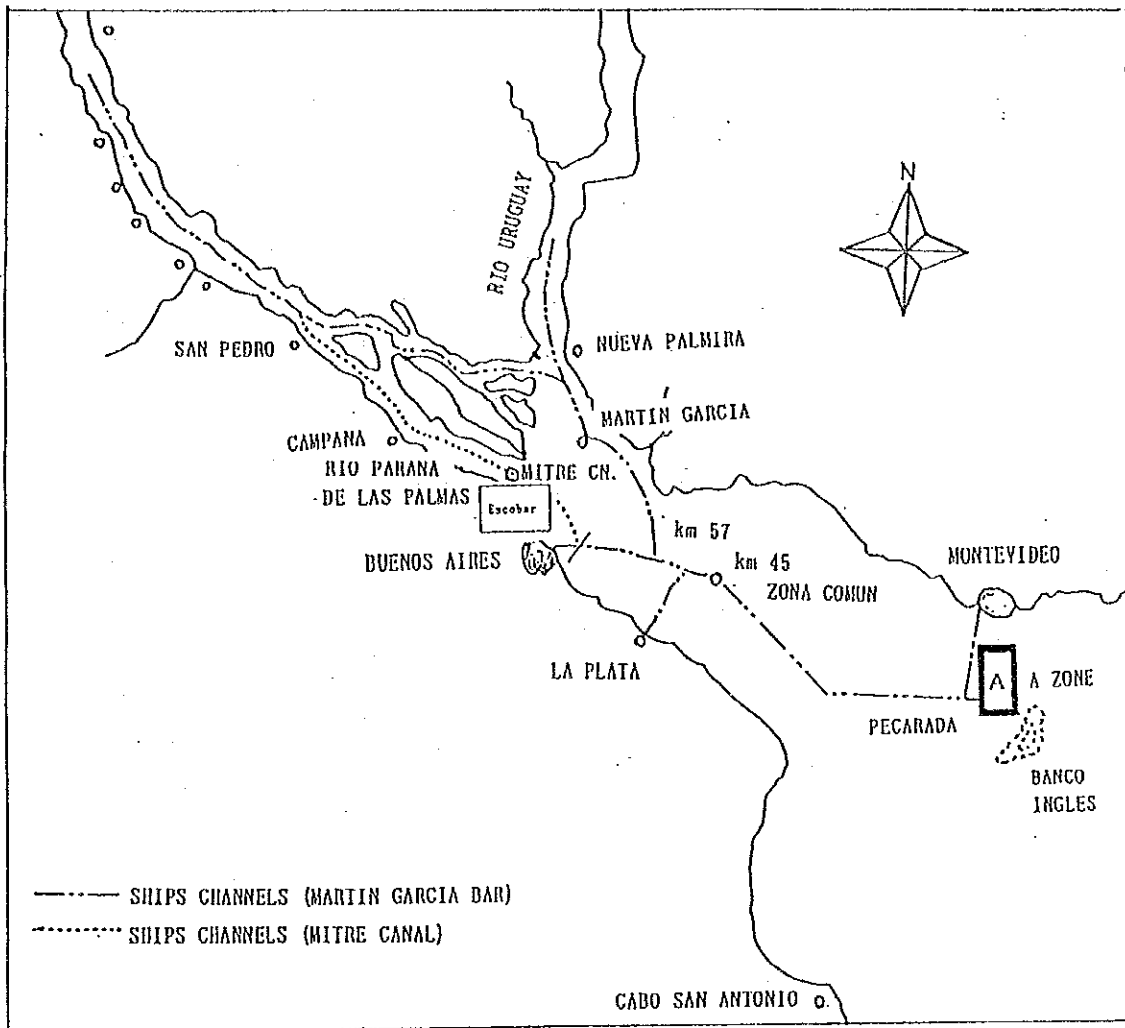 N
RIO URUGUAY
SAN PEDRO
NUEVA PALMIRA
MARTIN GARCIA
CAMPANA
RIO PARANA
DE LAS PALMAS
MITRE CN.
Escobar
BUENOS AIRES
km 57
km 45
ZONA COMUN
MONTEVIDEO
LA PLATA
A
A ZONE
PECARADA
BANCO
INGLES
SHIPS CHANNELS (MARTIN GARCIA BAR)
SHIPS CHANNELS (MITRE CANAL)
CABO SAN ANTONIO